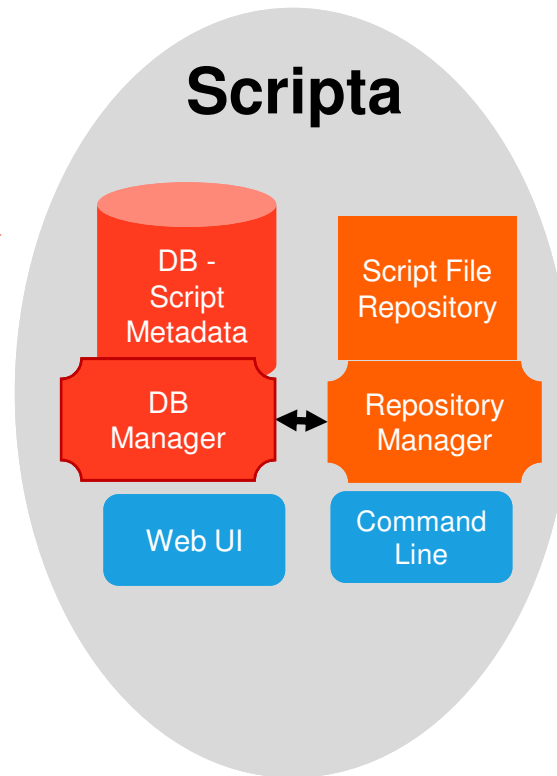 Scripta
DB -
Script
Metadata
Script File
Repository
DB
Manager
Repository
Manager
Web UI
Command
Line